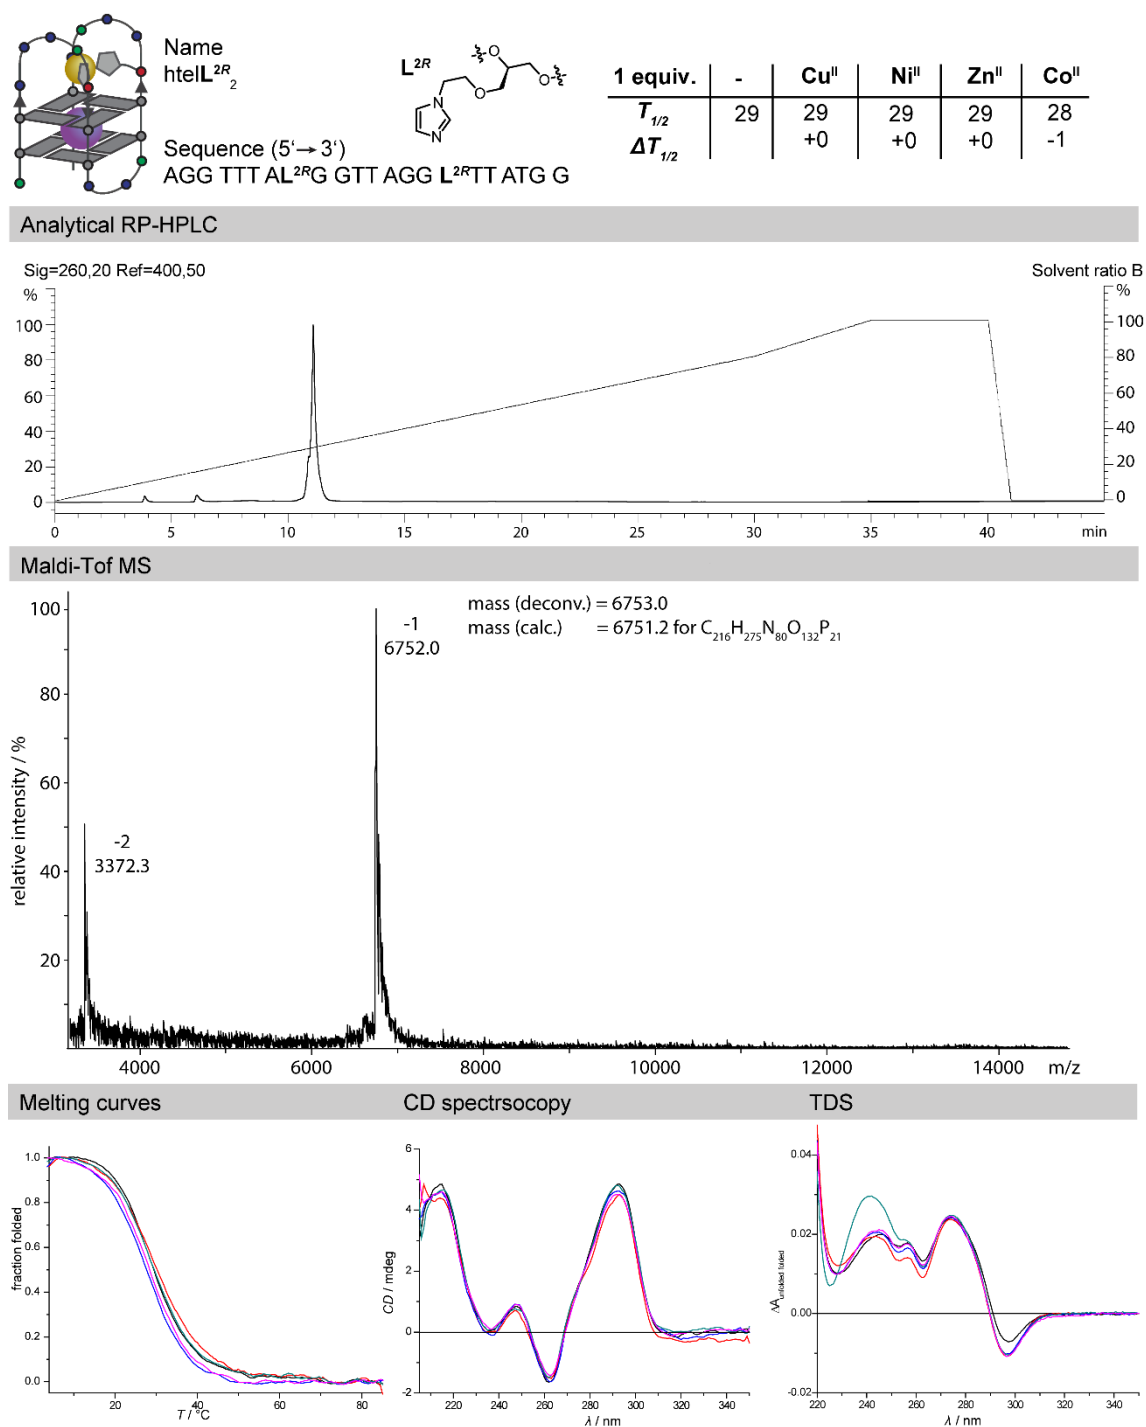 Name
htelL²ᴿ₂
Sequence (5'→3')
AGG TTT AL²ᴿG GTT AGG L²ᴿTT ATG G
L²ᴿ
O
O
O
N
N
1 equiv. - Cuᴵᴵ Niᴵᴵ Znᴵᴵ Coᴵᴵ
T₁/₂ 29 29 29 29 28
ΔT₁/₂ +0 +0 +0 -1
Analytical RP-HPLC
Sig=260,20 Ref=400,50
Solvent ratio B
%
100
80
60
40
20
0
%
100
80
60
40
20
0
0 5 10 15 20 25 30 35 40 min
Maldi-Tof MS
mass (deconv.) = 6753.0
mass (calc.) = 6751.2 for C₂₁₆H₂₇₅N₈₀O₁₃₂P₂₁
-1
6752.0
-2
3372.3
relative intensity / %
100
80
60
40
20
4000 6000 8000 10000 12000 14000 m/z
Melting curves
CD spectrsocopy
TDS
fraction folded
1.0
0.8
0.6
0.4
0.2
0.0
20 40 60 80
T / °C
CD / mdeg
6
4
2
0
-2
220 240 260 280 300 320 340
λ / nm
ΔA unfolded folded
0.04
0.02
0.00
-0.02
220 240 260 280 300 320 340
λ / nm